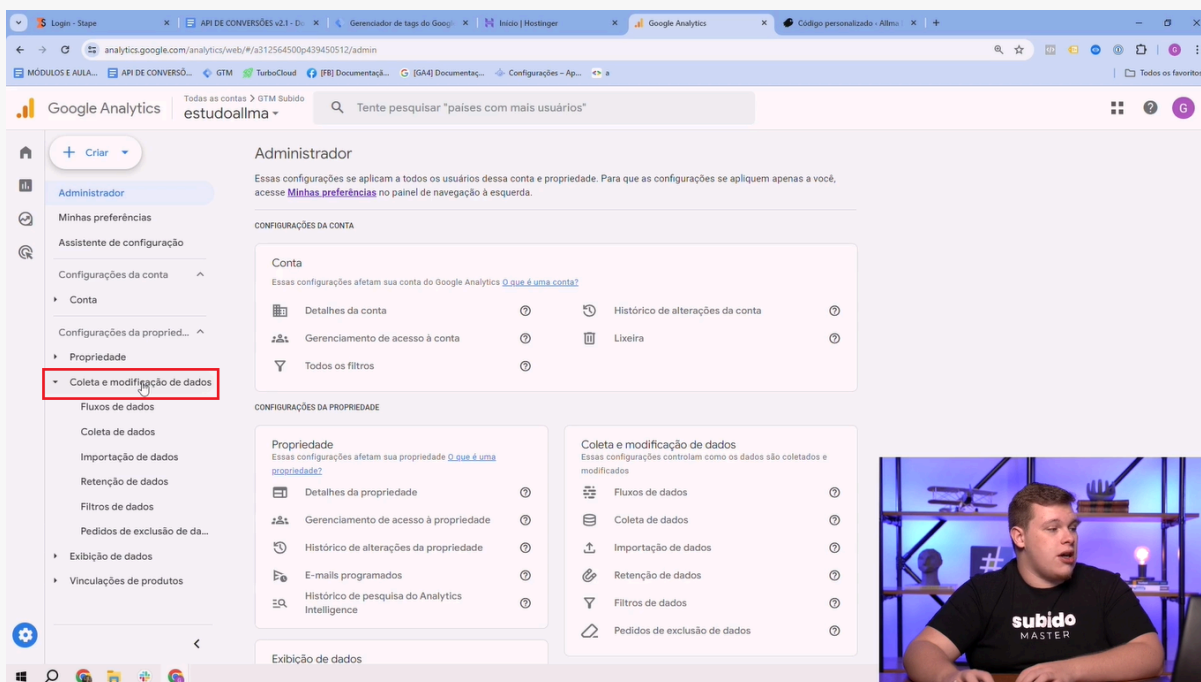 Login - Stape
API DE CONVERSÕES v2.1 - Do
Gerenciador de tags do Googl
Início | Hostinger
Google Analytics
Código personalizado ‹ Allma
analytics.google.com/analytics/web/#/a312564500p439450512/admin
MÓDULOS E AULA...
API DE CONVERSÕ...
GTM
TurboCloud
[FB] Documentaçã...
[GA4] Documentaç...
Configurações – Ap...
a
Todos os favoritos
Google Analytics
Todas as contas > GTM Subido
estudoallma
Tente pesquisar "países com mais usuários"
G
Criar
Administrador
Minhas preferências
Assistente de configuração
Configurações da conta
Conta
Configurações da propried...
Propriedade
Coleta e modificação de dados
Fluxos de dados
Coleta de dados
Importação de dados
Retenção de dados
Filtros de dados
Pedidos de exclusão de da...
Exibição de dados
Vinculações de produtos
Administrador
Essas configurações se aplicam a todos os usuários dessa conta e propriedade. Para que as configurações se apliquem apenas a você,
acesse Minhas preferências no painel de navegação à esquerda.
CONFIGURAÇÕES DA CONTA
Conta
Essas configurações afetam sua conta do Google Analytics O que é uma conta?
Detalhes da conta
Gerenciamento de acesso à conta
Todos os filtros
Histórico de alterações da conta
Lixeira
CONFIGURAÇÕES DA PROPRIEDADE
Propriedade
Essas configurações afetam sua propriedade O que é uma
propriedade?
Detalhes da propriedade
Gerenciamento de acesso à propriedade
Histórico de alterações da propriedade
E-mails programados
Histórico de pesquisa do Analytics
Intelligence
Coleta e modificação de dados
Essas configurações controlam como os dados são coletados e
modificados
Fluxos de dados
Coleta de dados
Importação de dados
Retenção de dados
Filtros de dados
Pedidos de exclusão de dados
Exibição de dados
#
subido
MASTER